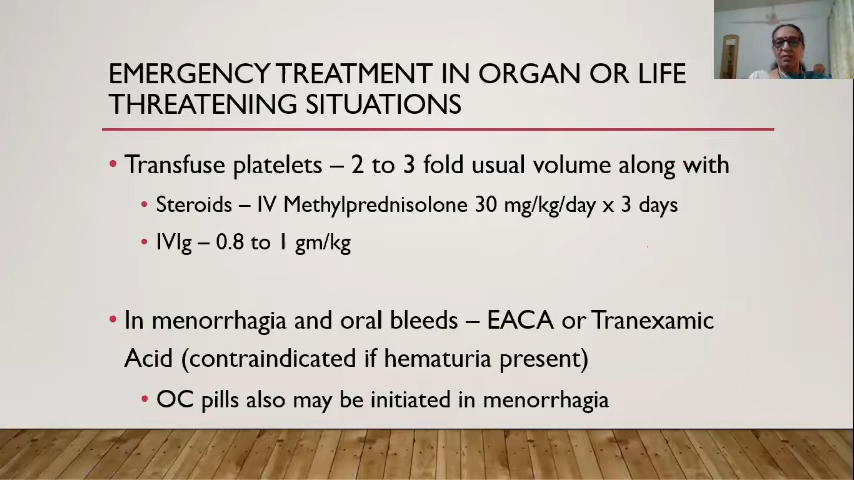 EMERGENCY TREATMENT IN ORGAN OR LIFE
THREATENING SITUATIONS
• Transfuse platelets – 2 to 3 fold usual volume along with
• Steroids – IV Methylprednisolone 30 mg/kg/day x 3 days
• IVIg – 0.8 to 1 gm/kg
• In menorrhagia and oral bleeds – EACA or Tranexamic
Acid (contraindicated if hematuria present)
• OC pills also may be initiated in menorrhagia